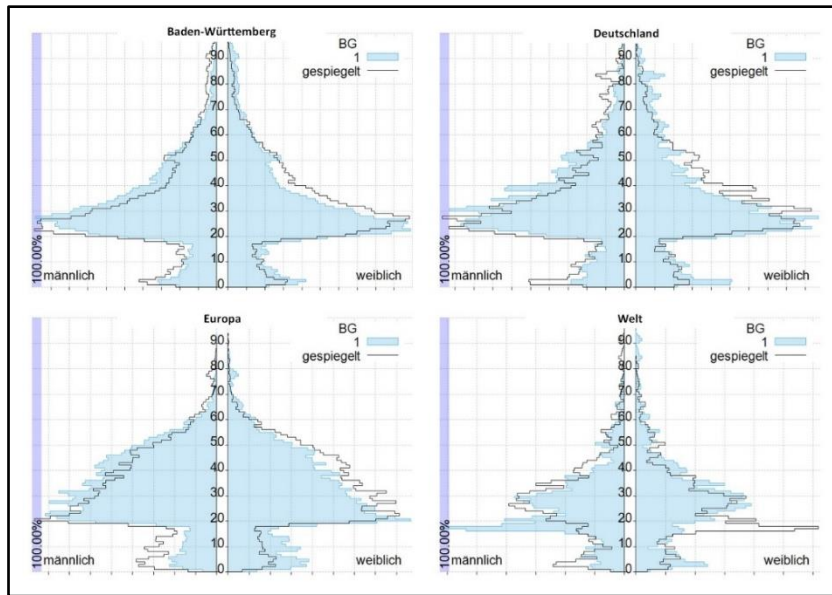 Baden-Württemberg
BG
1
gespiegelt
90
80
70
60
50
40
30
20
10
0
100.00%
männlich
weiblich
Deutschland
BG
1
gespiegelt
90
80
70
60
50
40
30
20
10
0
100.00%
männlich
weiblich
Europa
BG
1
gespiegelt
90
80
70
60
50
40
30
20
10
0
100.00%
männlich
weiblich
Welt
BG
1
gespiegelt
90
80
70
60
50
40
30
20
10
0
100.00%
männlich
weiblich